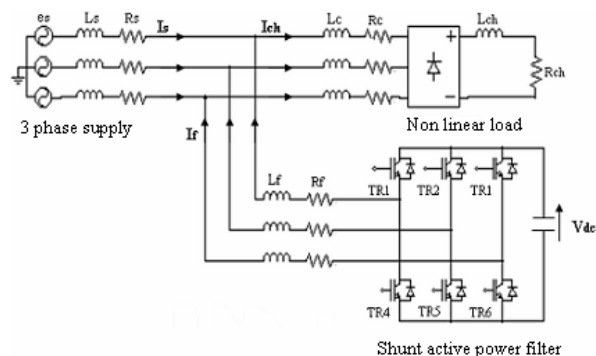 es Ls Rs Is Ich Lc Rc + Lch
Rch
−
3 phase supply
If
Non linear load
Lf Rf
TR1 TR2 TR1
Vdc
TR4 TR5 TR6
Shunt active power filter